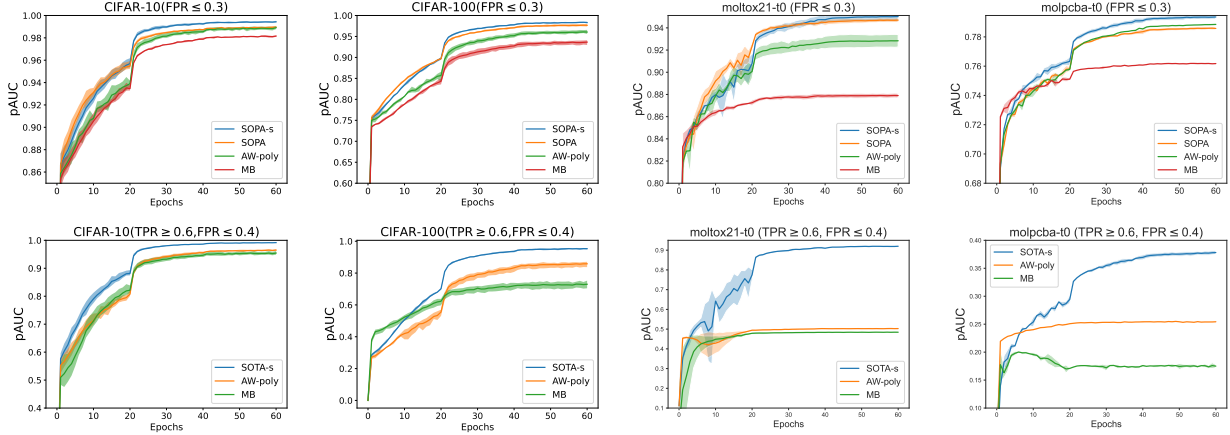 CIFAR-10(FPR ≤ 0.3)
pAUC
1.00
0.98
0.96
0.94
0.92
0.90
0.88
0.86
SOPA-s
SOPA
AW-poly
MB
0 10 20 30 40 50 60
Epochs
CIFAR-100(FPR ≤ 0.3)
pAUC
1.00
0.95
0.90
0.85
0.80
0.75
0.70
0.65
0.60
SOPA-s
SOPA
AW-poly
MB
0 10 20 30 40 50 60
Epochs
moltox21-t0 (FPR ≤ 0.3)
pAUC
0.94
0.92
0.90
0.88
0.86
0.84
0.82
0.80
SOPA-s
SOPA
AW-poly
MB
0 10 20 30 40 50 60
Epochs
molpcba-t0 (FPR ≤ 0.3)
pAUC
0.78
0.76
0.74
0.72
0.70
0.68
SOPA-s
SOPA
AW-poly
MB
0 10 20 30 40 50 60
Epochs
CIFAR-10(TPR ≥ 0.6,FPR ≤ 0.4)
pAUC
1.0
0.9
0.8
0.7
0.6
0.5
0.4
SOTA-s
AW-poly
MB
0 10 20 30 40 50 60
Epochs
CIFAR-100(TPR ≥ 0.6,FPR ≤ 0.4)
pAUC
1.0
0.8
0.6
0.4
0.2
0.0
SOTA-s
AW-poly
MB
0 10 20 30 40 50 60
Epochs
moltox21-t0 (TPR ≥ 0.6, FPR ≤ 0.4)
pAUC
0.9
0.8
0.7
0.6
0.5
0.4
0.3
0.2
0.1
SOTA-s
AW-poly
MB
0 10 20 30 40 50 60
Epochs
molpcba-t0 (TPR ≥ 0.6, FPR ≤ 0.4)
pAUC
0.40
0.35
0.30
0.25
0.20
0.15
0.10
SOTA-s
AW-poly
MB
0 10 20 30 40 50 60
Epochs